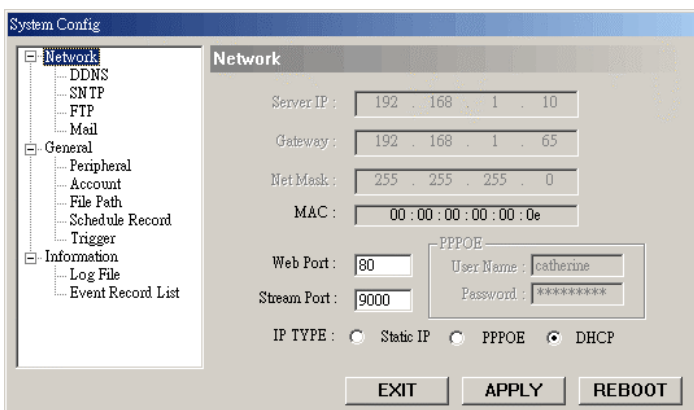 System Config
Network
DDNS
SNTP
FTP
Mail
General
Peripheral
Account
File Path
Schedule Record
Trigger
Information
Log File
Event Record List
Network
Server IP : 192 . 168 . 1 . 10
Gateway : 192 . 168 . 1 . 65
Net Mask : 255 . 255 . 255 . 0
MAC : 00 : 00 : 00 : 00 : 00 : 0e
Web Port : 80
Stream Port : 9000
PPPOE
User Name : catherine
Password : *********
IP TYPE : Static IP PPPOE DHCP
EXIT APPLY REBOOT